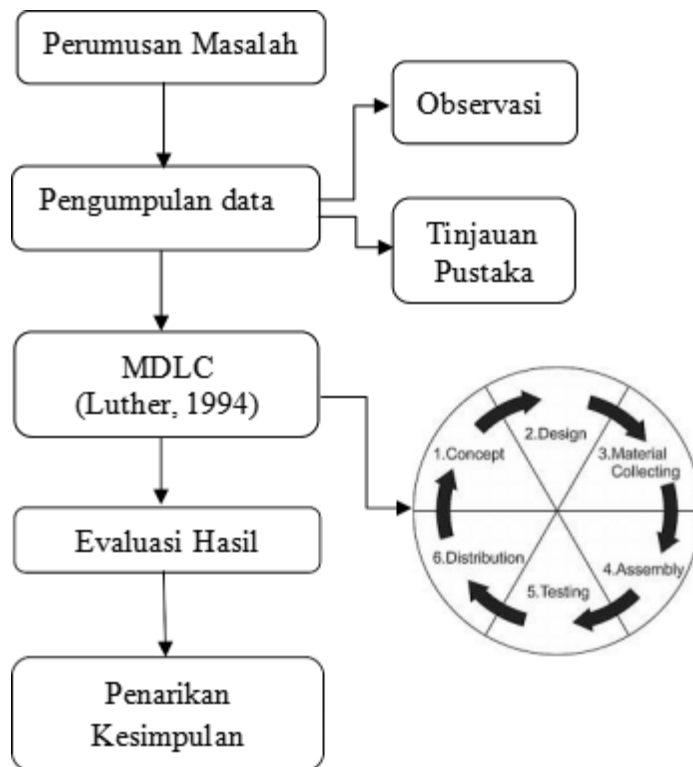 Perumusan Masalah
Observasi
Pengumpulan data
Tinjauan
Pustaka
MDLC
(Luther, 1994)
1.Concept
2.Design
3.Material
Collecting
4.Assembly
5.Testing
6.Distribution
Evaluasi Hasil
Penarikan
Kesimpulan